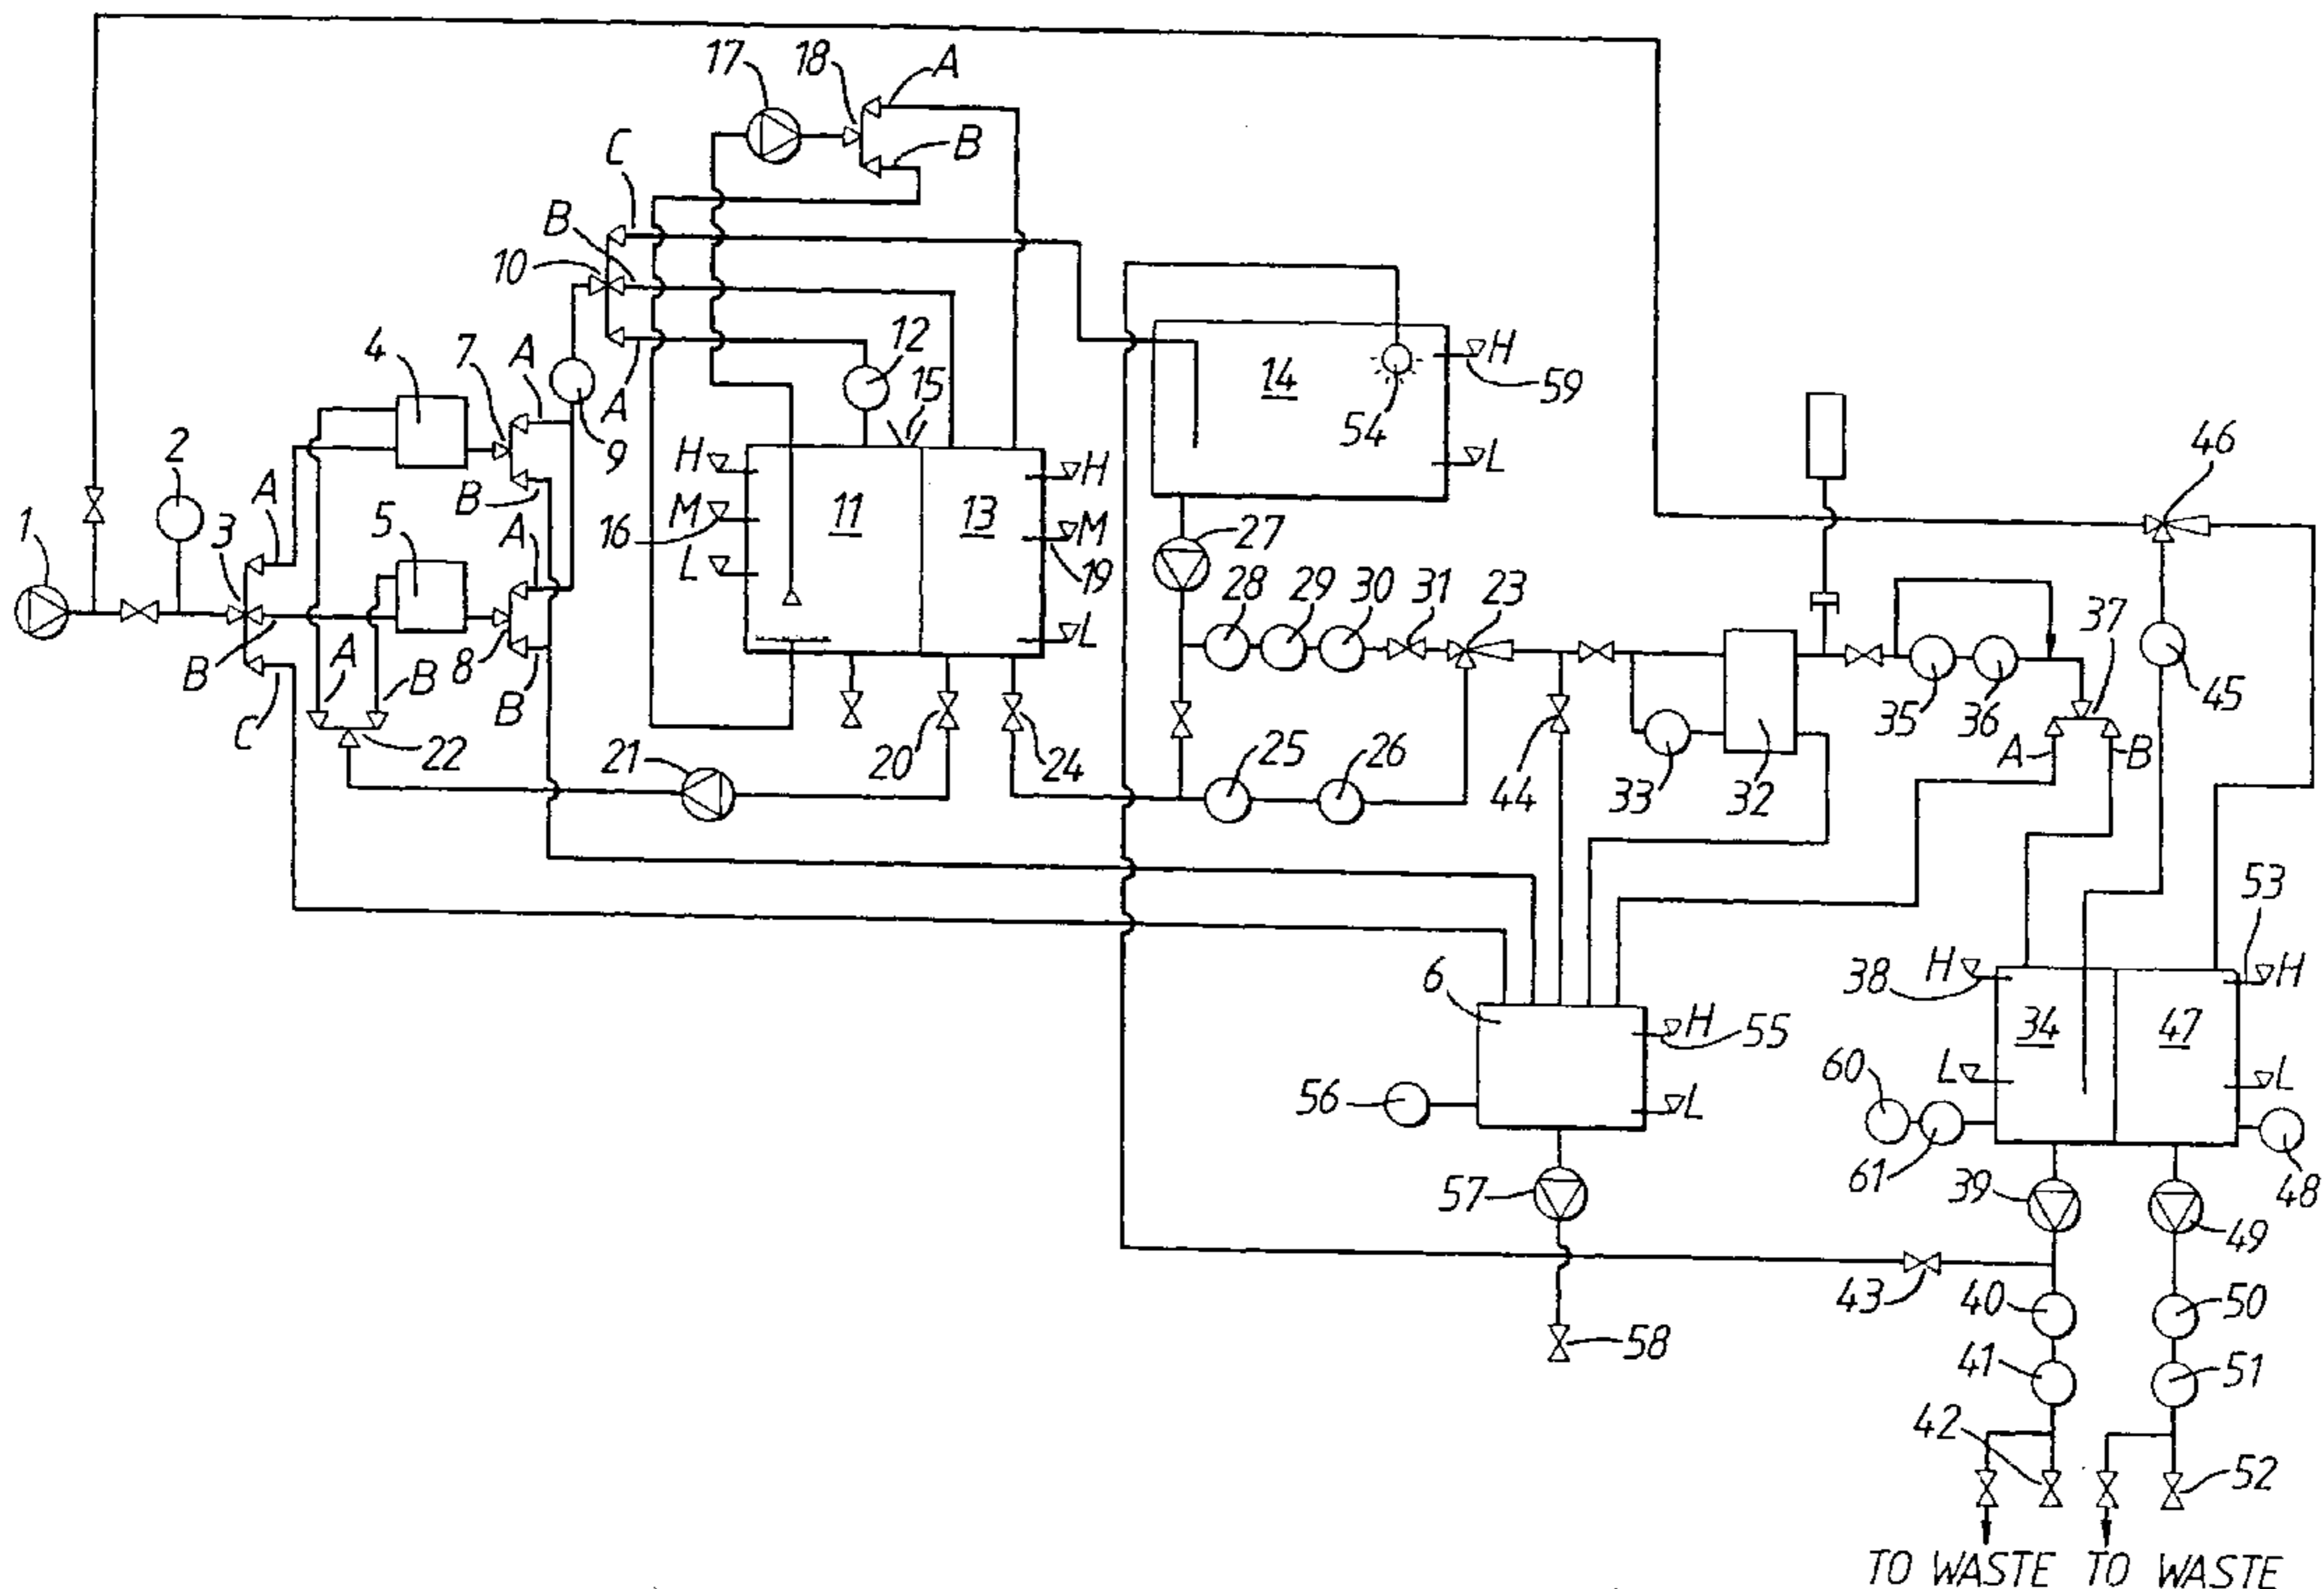 17 18 A
C B
B
10
12
4 7 A 15 14 H
A 59
2 9 54
46
H H L
A B M 11 13 M
3 5 A 16 27
1 L 19 28 29 30 31 23 37
L
B A B 8 45
C B 35 36
22 21 20 24 25 26 A B
44 33 32
53
6 38 H H
H 55 34 47
60 L L
56 L
61
57 39 48
49
43 40 50
58
41 51
42
52
TO WASTE TO WASTE